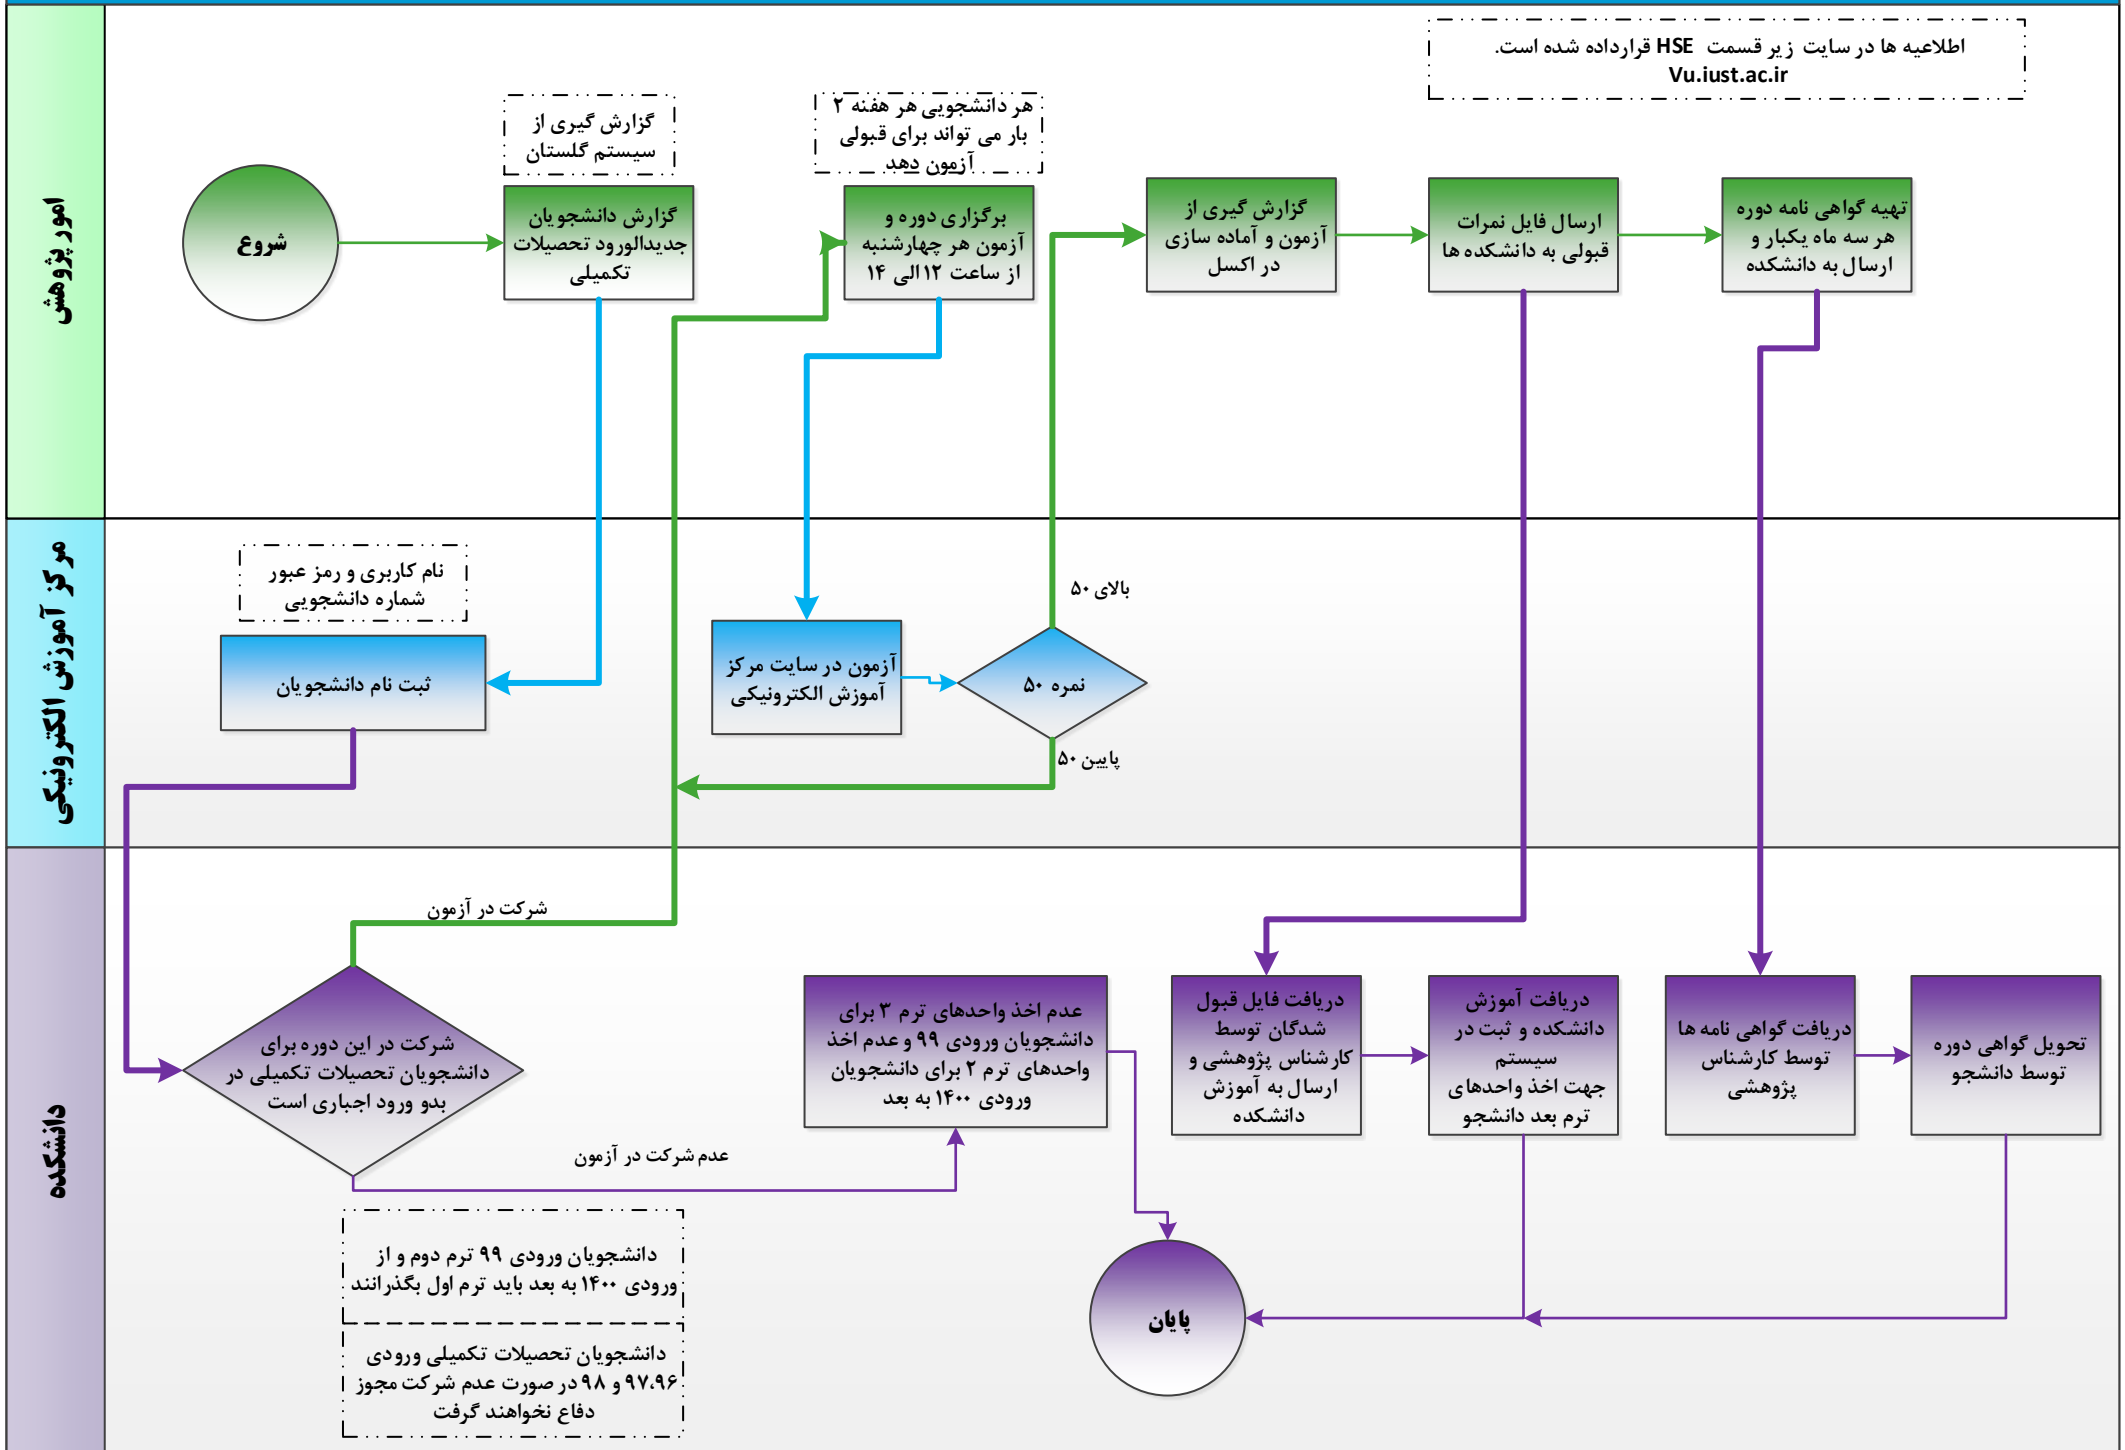 امور پژوهش
اطلاعیه ها در سایت زیر قسمت HSE قرارداده شده است.
Vu.iust.ac.ir
شروع
گزارش گیری از
سیستم گلستان
گزارش دانشجویان
جدیدالورود تحصیلات
تکمیلی
هر دانشجویی هر هفنه ۲
بار می تواند برای قبولی
آزمون دهد
برگزاری دوره و
آزمون هر چهارشنبه
از ساعت ۱۲ الی ۱۴
گزارش گیری از
آزمون و آماده سازی
در اکسل
ارسال فایل نمرات
قبولی به دانشکده ها
تهیه گواهی نامه دوره
هر سه ماه یکبار و
ارسال به دانشکده
مرکز آموزش الکترونیکی
نام کاربری و رمز عبور
شماره دانشجویی
ثبت نام دانشجویان
آزمون در سایت مرکز
آموزش الکترونیکی
نمره ۵۰
بالای ۵۰
پایین ۵۰
دانشکده
شرکت در آزمون
شرکت در این دوره برای
دانشجویان تحصیلات تکمیلی در
بدو ورود اجباری است
عدم شرکت در آزمون
عدم اخذ واحدهای ترم ۳ برای
دانشجویان ورودی ۹۹ و عدم اخذ
واحدهای ترم ۲ برای دانشجویان
ورودی ۱۴۰۰ به بعد
دریافت فایل قبول
شدگان توسط
کارشناس پژوهشی و
ارسال به آموزش
دانشکده
دریافت آموزش
دانشکده و ثبت در
سیستم
جهت اخذ واحدهای
ترم بعد دانشجو
دریافت گواهی نامه ها
توسط کارشناس
پژوهشی
تحویل گواهی دوره
توسط دانشجو
دانشجویان ورودی ۹۹ ترم دوم و از
ورودی ۱۴۰۰ به بعد باید ترم اول بگذرانند
دانشجویان تحصیلات تکمیلی ورودی
۹۷،۹۶ و ۹۸ در صورت عدم شرکت مجوز
دفاع نخواهند گرفت
پایان